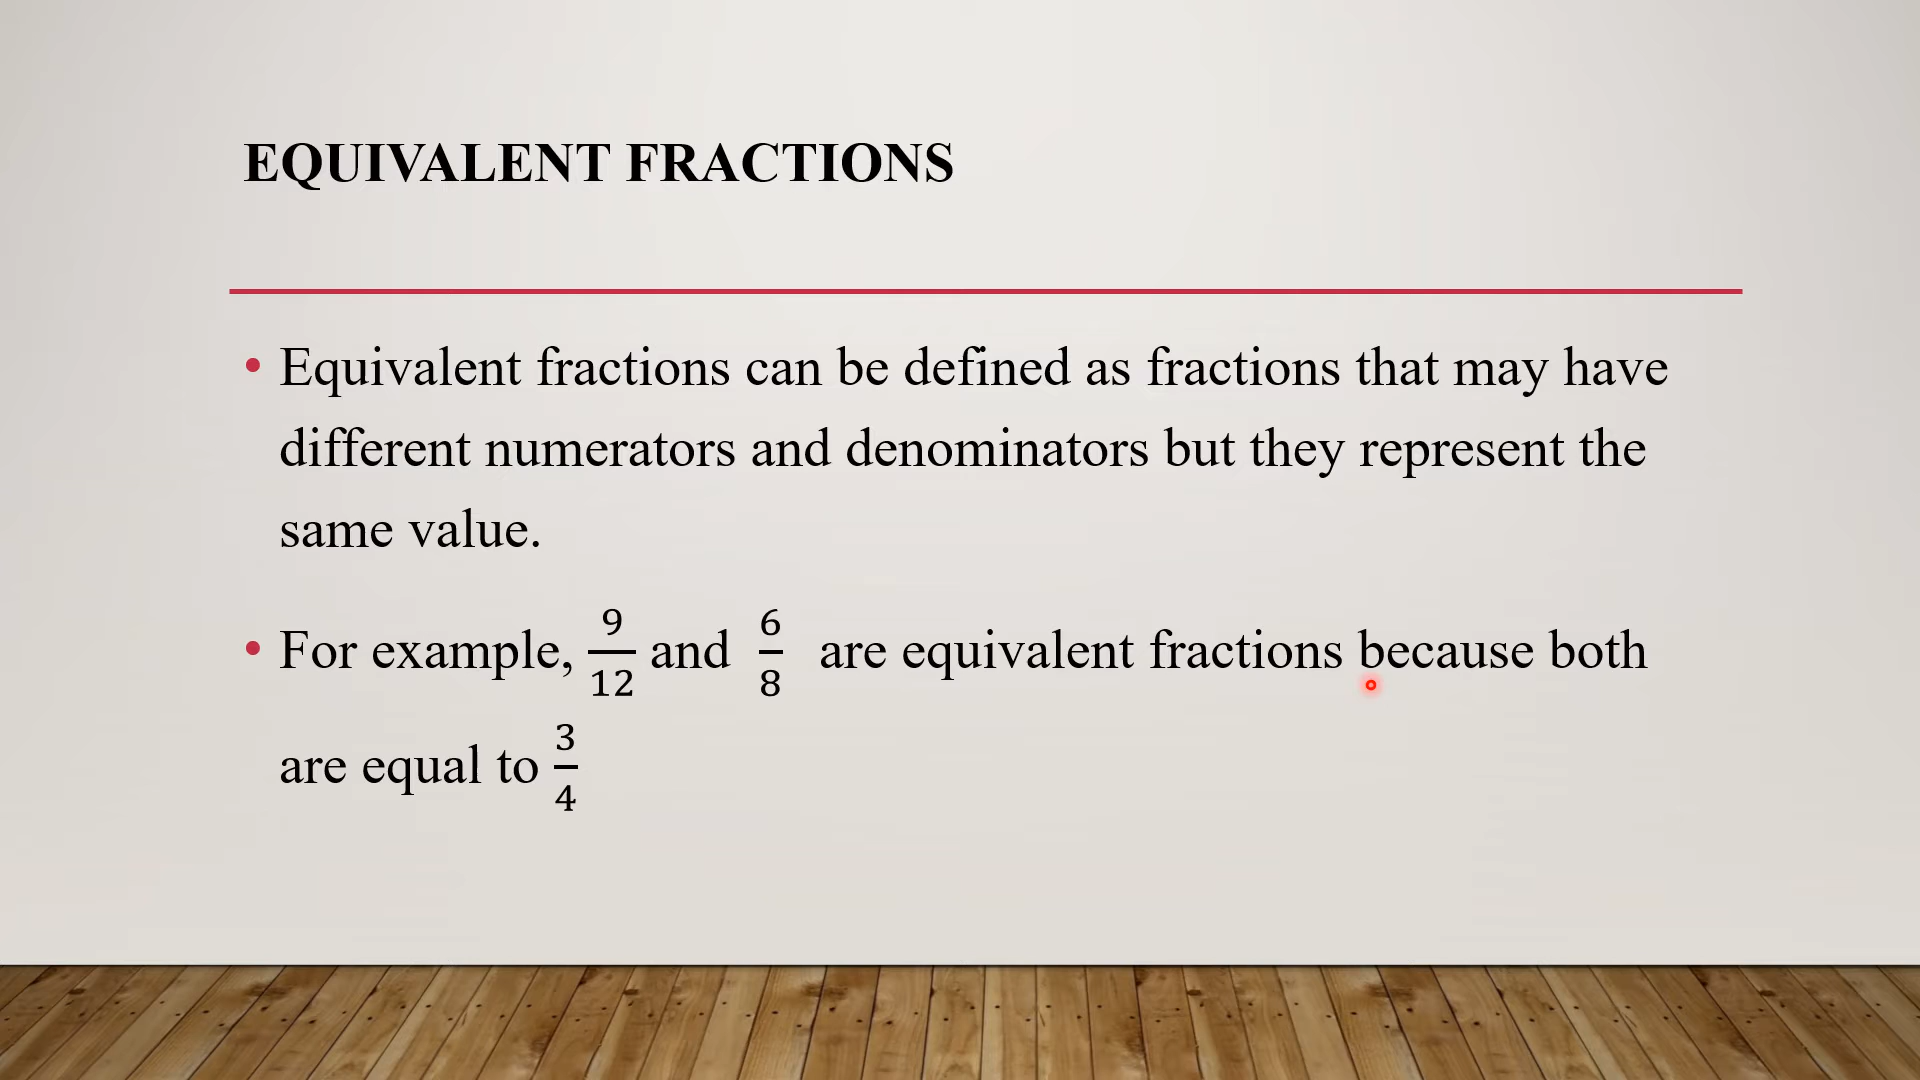 EQUIVALENT FRACTIONS
• Equivalent fractions can be defined as fractions that may have
different numerators and denominators but they represent the
same value.
• For example, 9/12 and 6/8 are equivalent fractions because both
are equal to 3/4